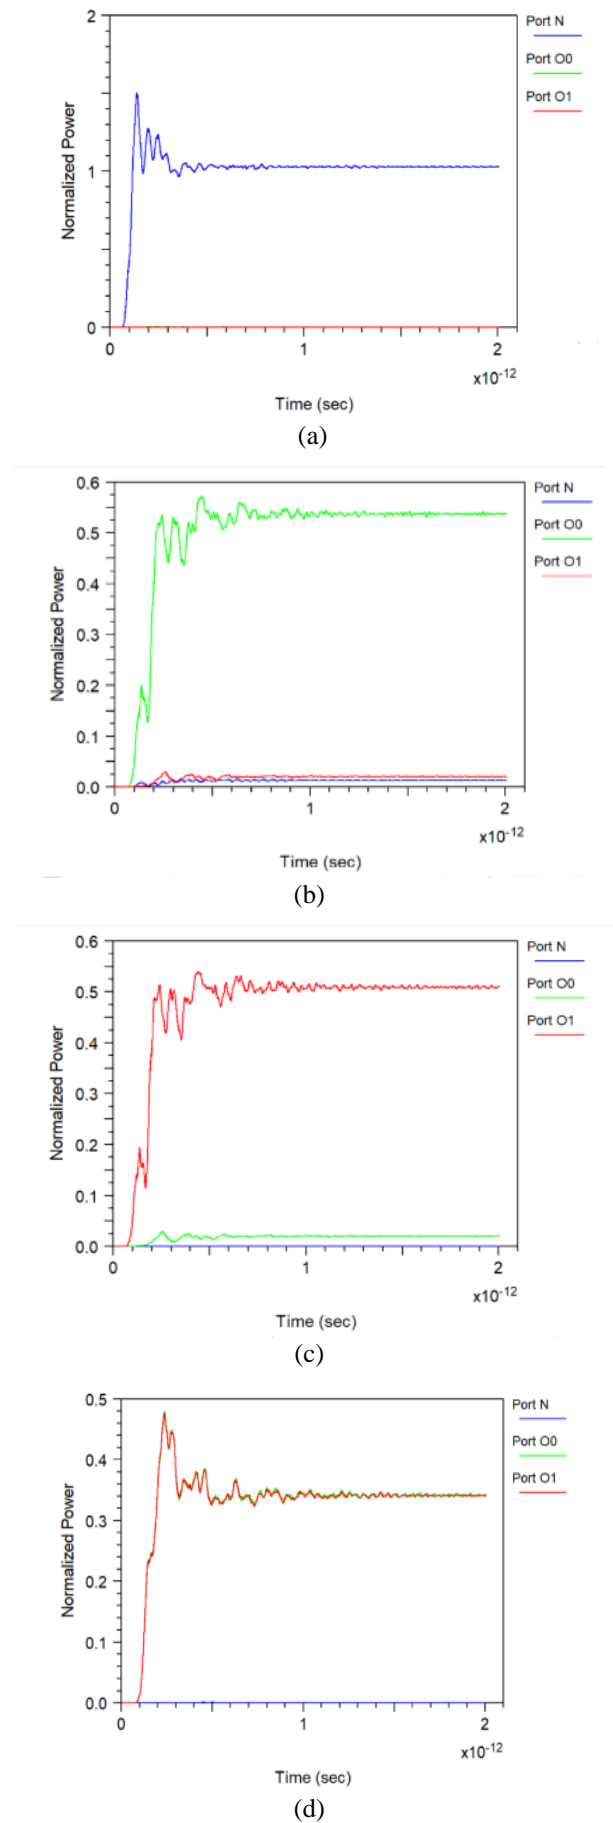 2
Port N
Port O0
Port O1
1
0
Normalized Power
0
1
2
x10-12
Time (sec)
(a)
0.6
Port N
0.5
Port O0
0.4
Port O1
0.3
0.2
0.1
0.0
Normalized Power
0
1
2
x10-12
Time (sec)
(b)
0.6
Port N
0.5
Port O0
0.4
Port O1
0.3
0.2
0.1
0.0
Normalized Power
0
1
2
x10-12
Time (sec)
(c)
0.5
Port N
0.4
Port O0
0.3
Port O1
0.2
0.1
0.0
Normalized Power
0
1
2
x10-12
Time (sec)
(d)